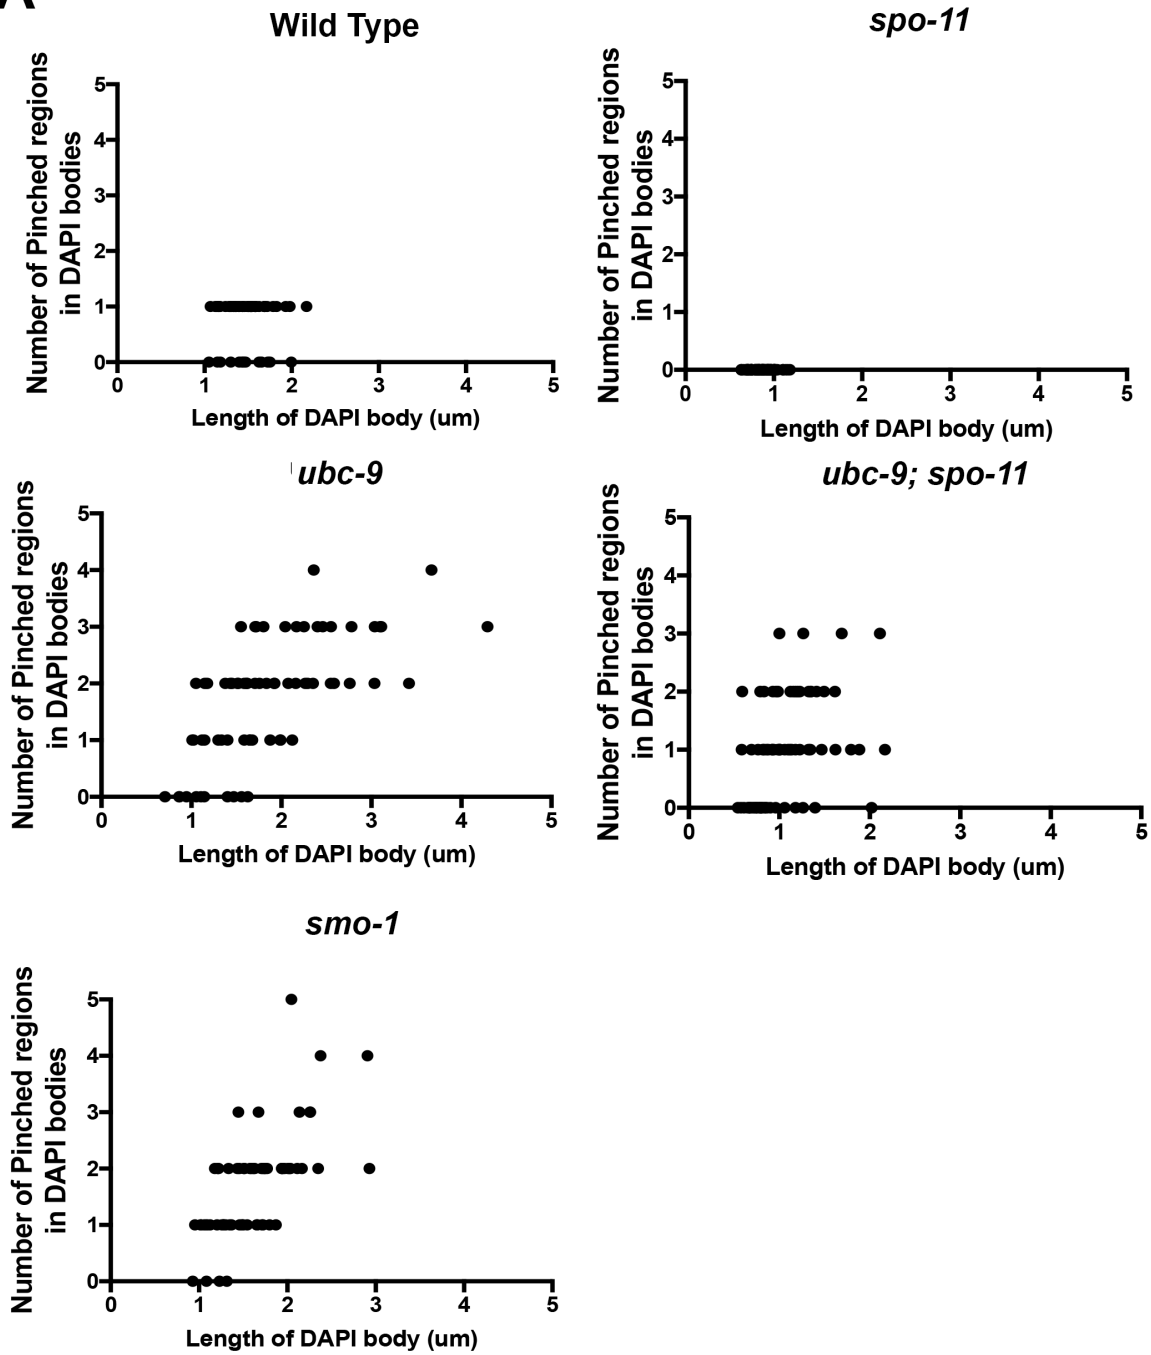 A
Wild Type
Number of Pinched regions
in DAPI bodies
5
4
3
2
1
0
0 1 2 3 4 5
Length of DAPI body (um)
spo-11
Number of Pinched regions
in DAPI bodies
5
4
3
2
1
0
0 1 2 3 4 5
Length of DAPI body (um)
ubc-9
Number of Pinched regions
in DAPI bodies
5
4
3
2
1
0
0 1 2 3 4 5
Length of DAPI body (um)
ubc-9; spo-11
Number of Pinched regions
in DAPI bodies
5
4
3
2
1
0
0 1 2 3 4 5
Length of DAPI body (um)
smo-1
Number of Pinched regions
in DAPI bodies
5
4
3
2
1
0
0 1 2 3 4 5
Length of DAPI body (um)